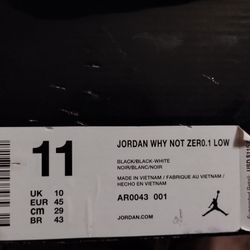 11
JORDAN WHY NOT ZER0.1 LOW
BLACK/BLACK-WHITE
NOIR/BLANC/NOIR
MADE IN VIETNAM / FABRIQUE AU VIETNAM /
HECHO EN VIETNAM
UK 10
EUR 45
cm 29
BR 43
AR0043 001
JORDAN.COM